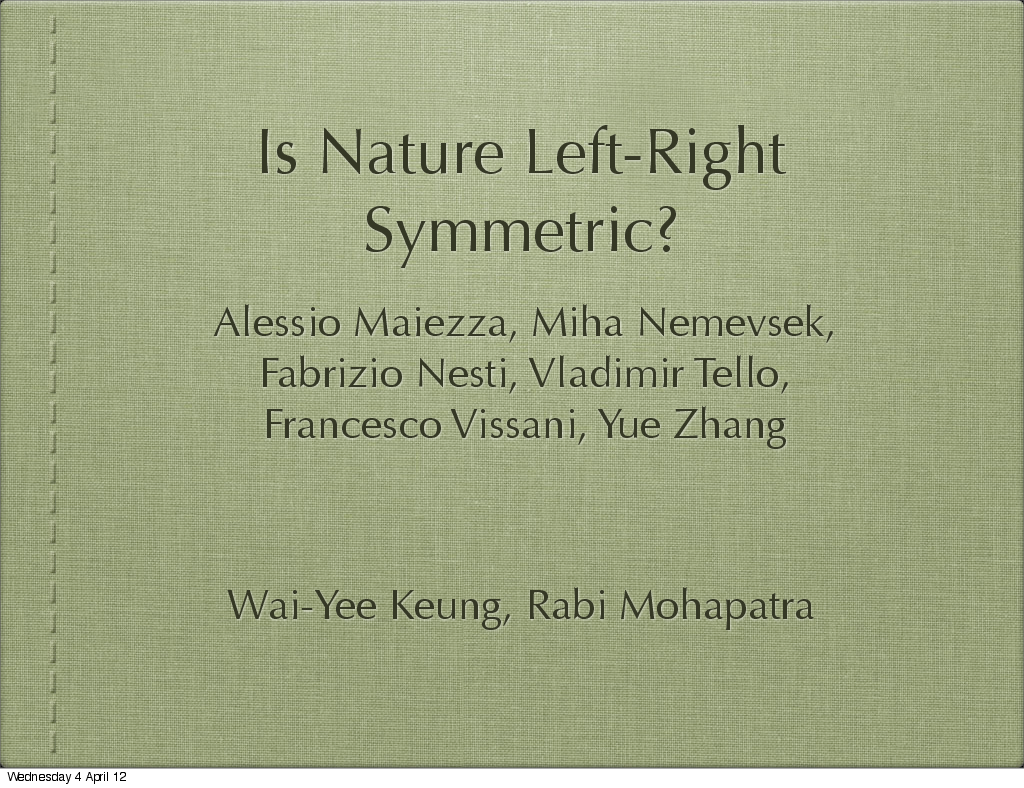 Is Nature Left-Right
Symmetric?
Alessio Maiezza, Miha Nemevsek,
Fabrizio Nesti, Vladimir Tello,
Francesco Vissani, Yue Zhang
Wai-Yee Keung, Rabi Mohapatra
Wednesday 4 April 12